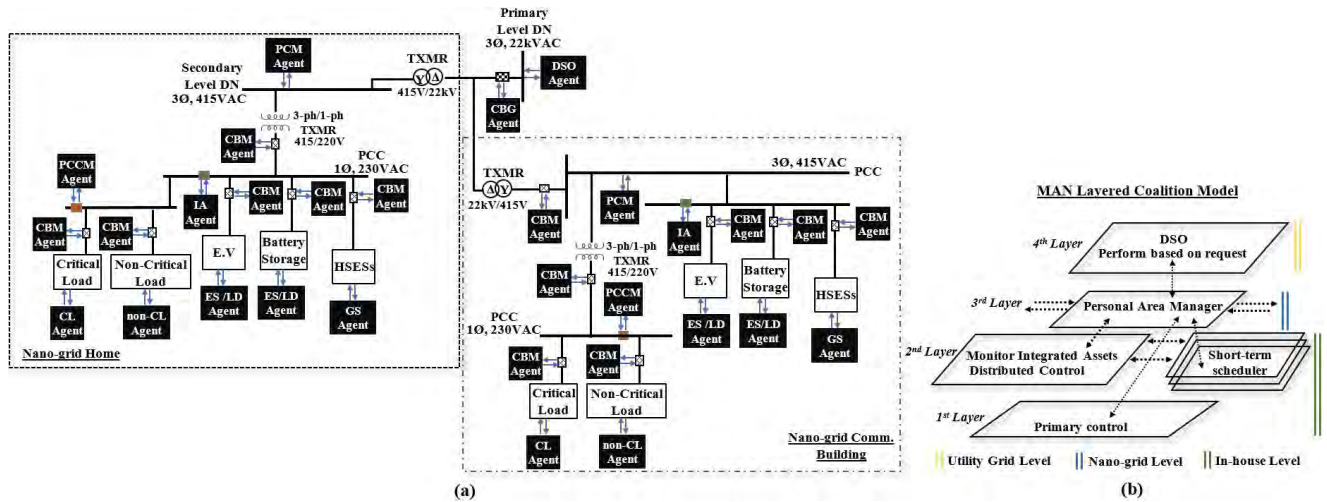 Primary
Level DN
3Ø, 22kVAC
PCM
Agent
TXMR
Y Δ
415V/22kV
DSO
Agent
Secondary
Level DN
3Ø, 415VAC
CBG
Agent
3-ph/1-ph
TXMR
415/220V
CBM
Agent
PCC
1Ø, 230VAC
PCCM
Agent
IA
Agent
CBM
Agent
CBM
Agent
CBM
Agent
CBM
Agent
CBM
Agent
Critical
Load
Non-Critical
Load
E.V
Battery
Storage
HSESs
CL
Agent
non-CL
Agent
ES /LD
Agent
ES/LD
Agent
GS
Agent
Nano-grid Home
3Ø, 415VAC
PCC
TXMR
Δ Y
22kV/415V
CBM
Agent
PCM
Agent
IA
Agent
CBM
Agent
CBM
Agent
CBM
Agent
3-ph/1-ph
TXMR
415/220V
CBM
Agent
E.V
Battery
Storage
HSESs
PCCM
Agent
PCC
1Ø, 230VAC
ES /LD
Agent
ES/LD
Agent
GS
Agent
CBM
Agent
CBM
Agent
Critical
Load
Non-Critical
Load
CL
Agent
non-CL
Agent
Nano-grid Comm.
Building
(a)
MAN Layered Coalition Model
4th Layer
DSO
Perform based on request
3rd Layer
Personal Area Manager
2nd Layer
Monitor Integrated Assets
Distributed Control
Short-term
scheduler
1st Layer
Primary control
Utility Grid Level
Nano-grid Level
In-house Level
(b)